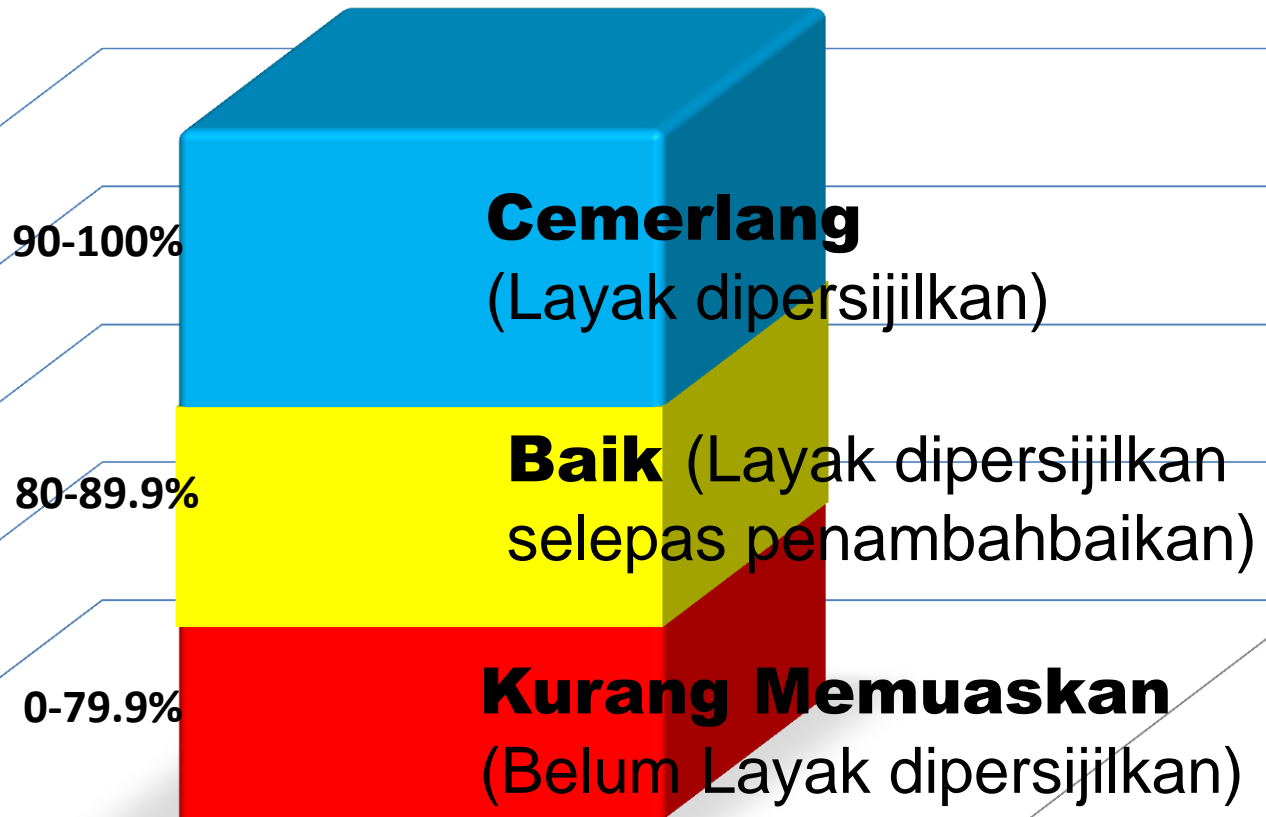 90-100%
Cemerlang
(Layak dipersijilkan)
80-89.9%
Baik (Layak dipersijilkan
selepas penambahbaikan)
0-79.9%
Kurang Memuaskan
(Belum Layak dipersijilkan)